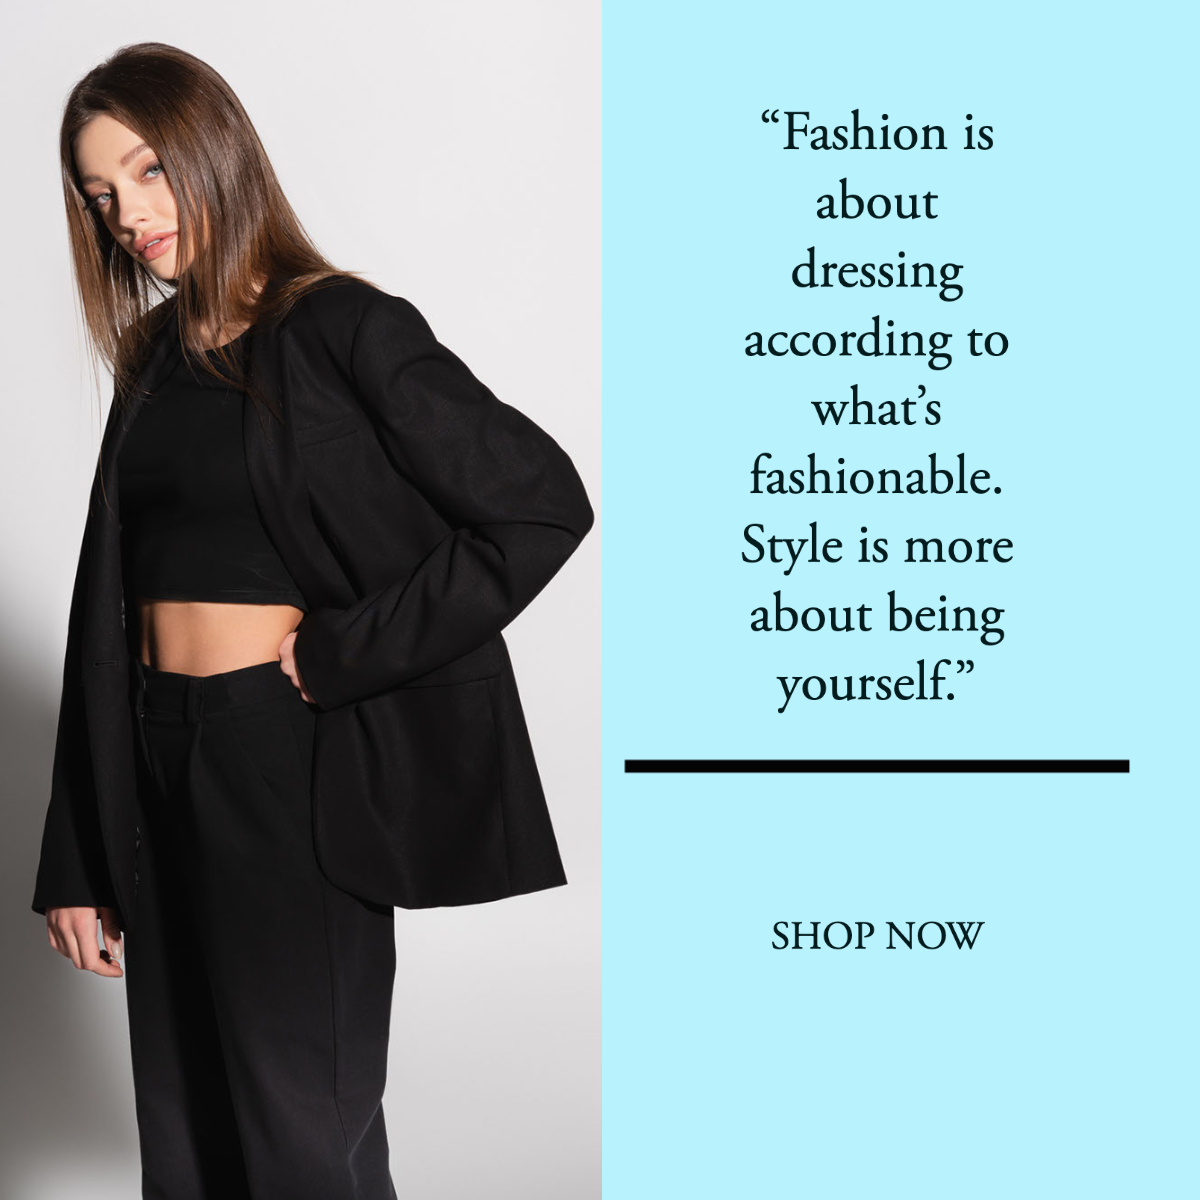 “Fashion is
about
dressing
according to
what’s
fashionable.
Style is more
about being
yourself.”
SHOP NOW